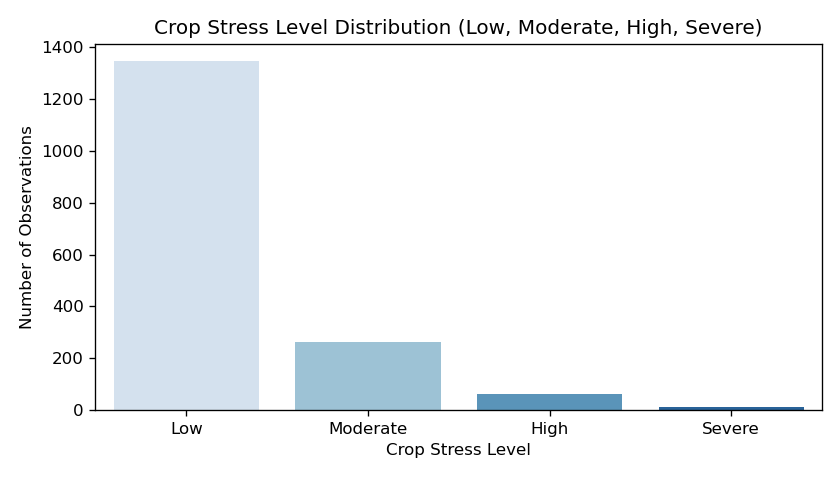 Crop Stress Level Distribution (Low, Moderate, High, Severe)
Number of Observations
1400
1200
1000
800
600
400
200
0
Low Moderate High Severe
Crop Stress Level